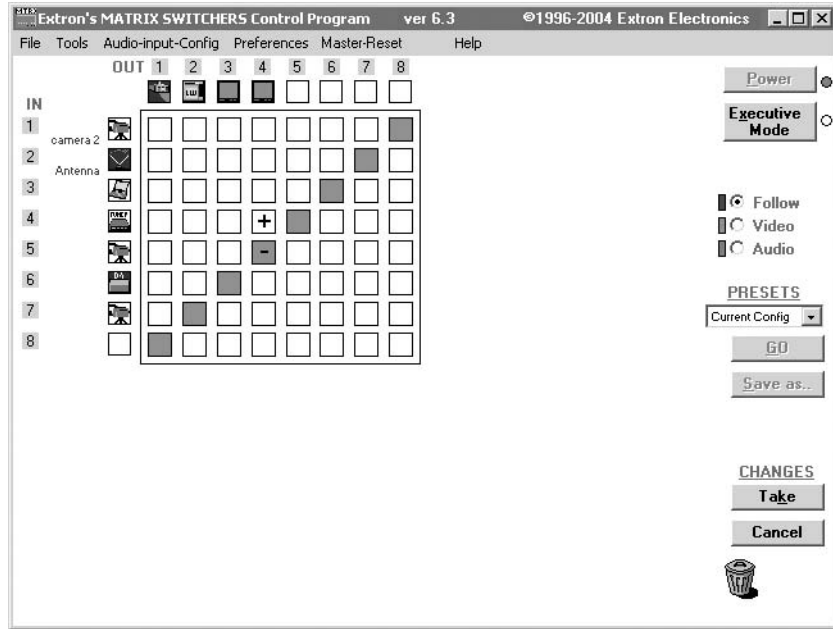 Extron's MATRIX SWITCHERS Control Program ver 6.3 ©1996-2004 Extron Electronics
File Tools Audio-input-Config Preferences Master-Reset Help
OUT 1 2 3 4 5 6 7 8
Power
IN
Executive
Mode
1 camera 2
2 Antenna
3
4 +
5 -
6
7
8
Follow
Video
Audio
PRESETS
Current Config
GO
Save as..
CHANGES
Take
Cancel